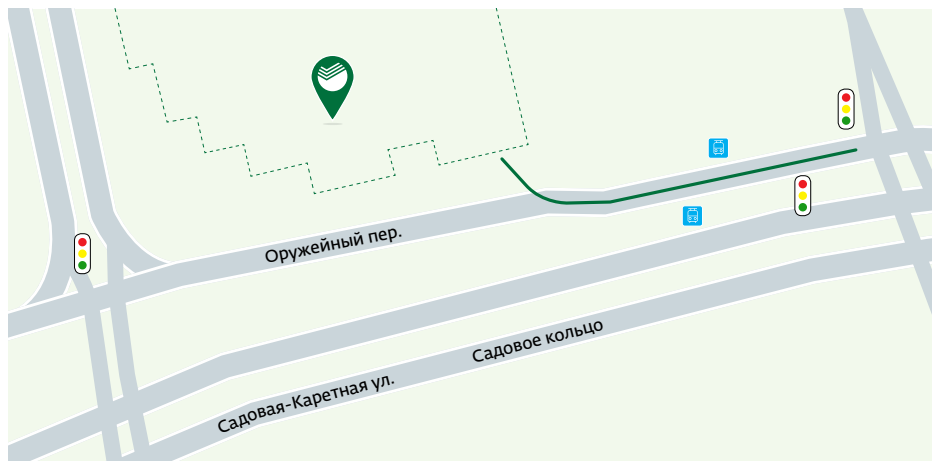 Оружейный пер.
Садовое кольцо
Садовая-Каретная ул.